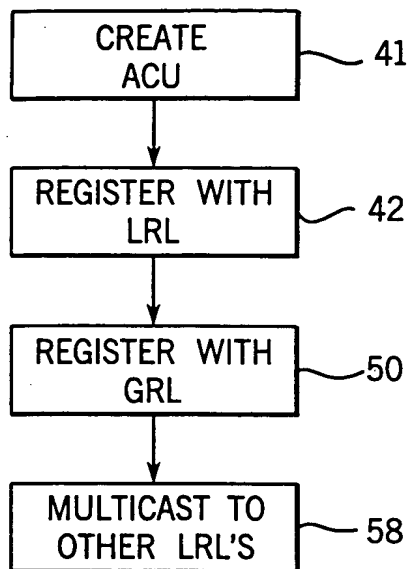 CREATE
ACU
41
REGISTER WITH
LRL
42
REGISTER WITH
GRL
50
MULTICAST TO
OTHER LRL'S
58